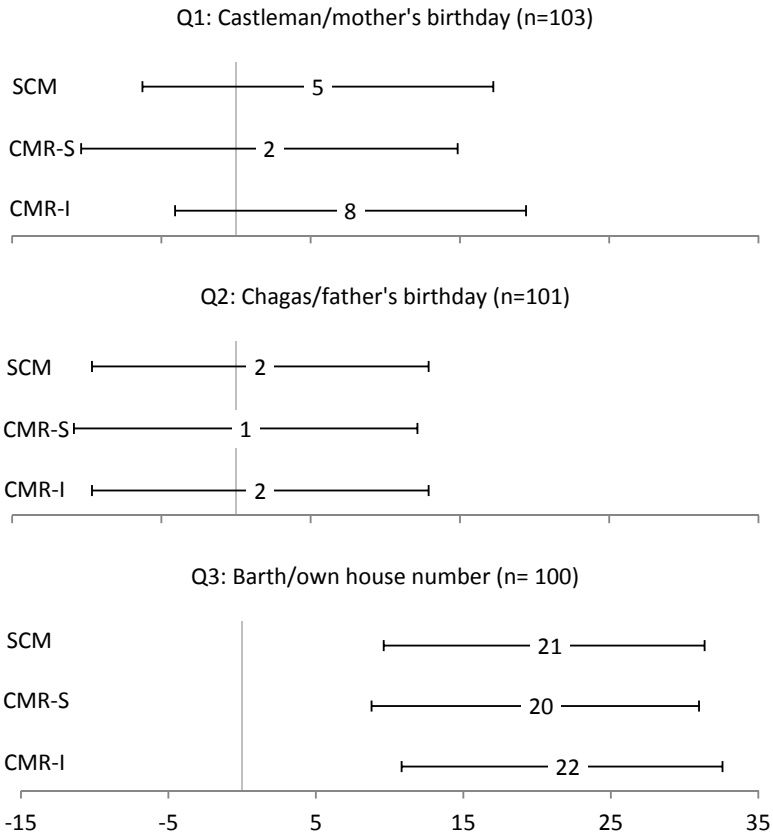 Q1: Castleman/mother's birthday (n=103)
SCM 5
CMR-S 2
CMR-I 8
Q2: Chagas/father's birthday (n=101)
SCM 2
CMR-S 1
CMR-I 2
Q3: Barth/own house number (n= 100)
SCM 21
CMR-S 20
CMR-I 22
-15 -5 5 15 25 35